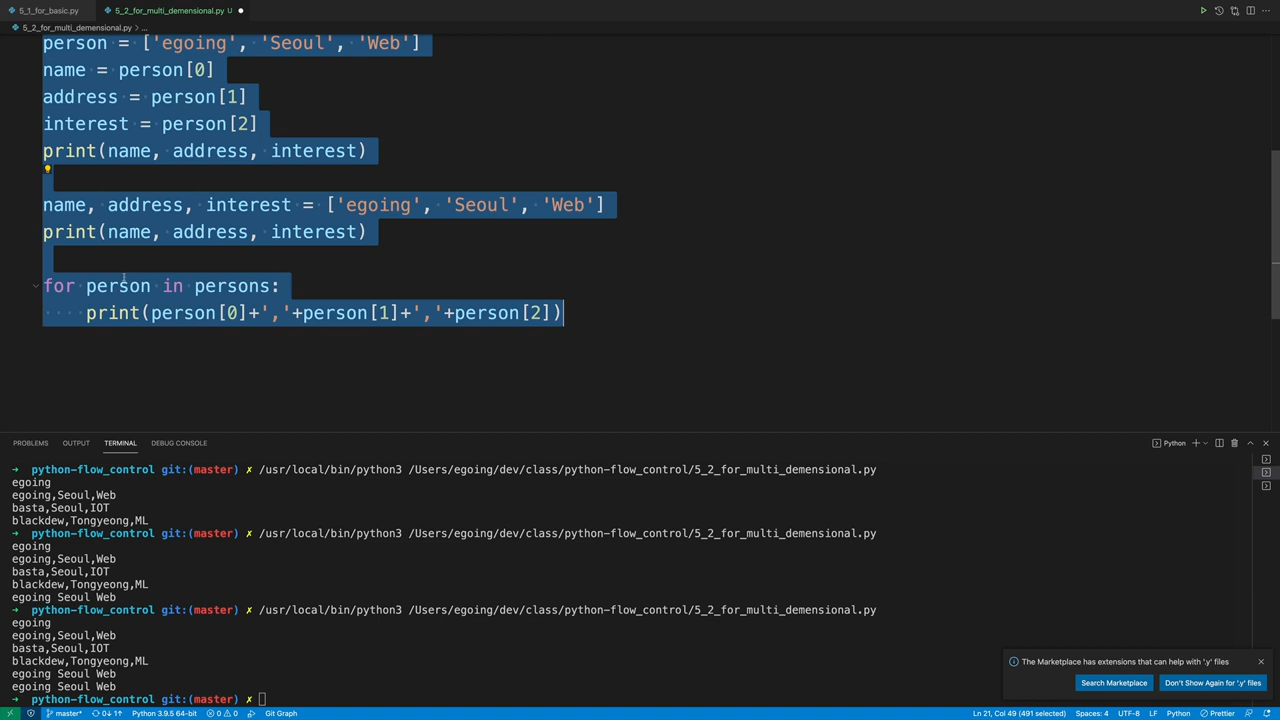 5_1_for_basic.py
5_2_for_multi_demensional.py U
5_2_for_multi_demensional.py > ...
person = ['egoing', 'Seoul', 'Web']
name = person[0]
address = person[1]
interest = person[2]
print(name, address, interest)
name, address, interest = ['egoing', 'Seoul', 'Web']
print(name, address, interest)
for person in persons:
    print(person[0]+','+person[1]+','+person[2])
PROBLEMS OUTPUT TERMINAL DEBUG CONSOLE
Python
→ python-flow_control git:(master) ✗ /usr/local/bin/python3 /Users/egoing/dev/class/python-flow_control/5_2_for_multi_demensional.py
egoing
egoing,Seoul,Web
basta,Seoul,IOT
blackdew,Tongyeong,ML
→ python-flow_control git:(master) ✗ /usr/local/bin/python3 /Users/egoing/dev/class/python-flow_control/5_2_for_multi_demensional.py
egoing
egoing,Seoul,Web
basta,Seoul,IOT
blackdew,Tongyeong,ML
egoing Seoul Web
→ python-flow_control git:(master) ✗ /usr/local/bin/python3 /Users/egoing/dev/class/python-flow_control/5_2_for_multi_demensional.py
egoing
egoing,Seoul,Web
basta,Seoul,IOT
blackdew,Tongyeong,ML
egoing Seoul Web
egoing Seoul Web
→ python-flow_control git:(master) ✗
The Marketplace has extensions that can help with '.y' files
Search Marketplace
Don't Show Again for '.y' files
master* 0↓ 1↑ Python 3.9.5 64-bit 0 0 Git Graph
Ln 21, Col 49 (491 selected) Spaces: 4 UTF-8 LF Python Prettier